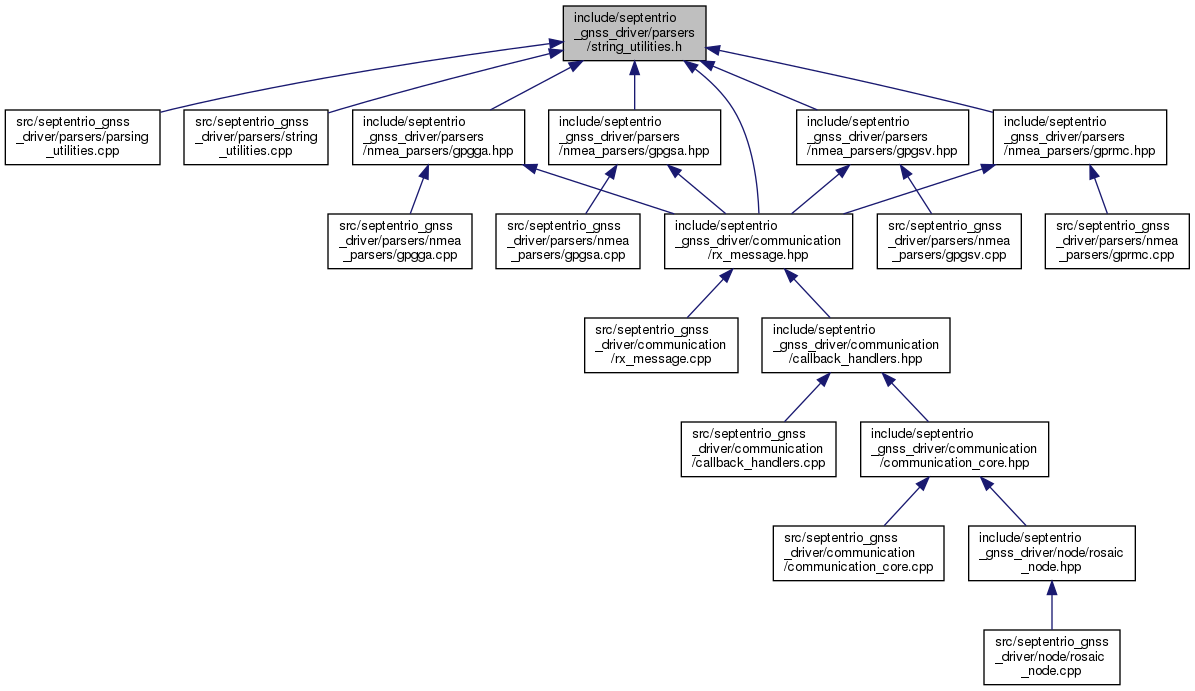 include/septentrio
_gnss_driver/parsers
/string_utilities.h
src/septentrio_gnss
_driver/parsers/parsing
_utilities.cpp
src/septentrio_gnss
_driver/parsers/string
_utilities.cpp
include/septentrio
_gnss_driver/parsers
/nmea_parsers/gpgga.hpp
include/septentrio
_gnss_driver/parsers
/nmea_parsers/gpgsa.hpp
include/septentrio
_gnss_driver/parsers
/nmea_parsers/gpgsv.hpp
include/septentrio
_gnss_driver/parsers
/nmea_parsers/gprmc.hpp
src/septentrio_gnss
_driver/parsers/nmea
_parsers/gpgga.cpp
src/septentrio_gnss
_driver/parsers/nmea
_parsers/gpgsa.cpp
include/septentrio
_gnss_driver/communication
/rx_message.hpp
src/septentrio_gnss
_driver/parsers/nmea
_parsers/gpgsv.cpp
src/septentrio_gnss
_driver/parsers/nmea
_parsers/gprmc.cpp
src/septentrio_gnss
_driver/communication
/rx_message.cpp
include/septentrio
_gnss_driver/communication
/callback_handlers.hpp
src/septentrio_gnss
_driver/communication
/callback_handlers.cpp
include/septentrio
_gnss_driver/communication
/communication_core.hpp
src/septentrio_gnss
_driver/communication
/communication_core.cpp
include/septentrio
_gnss_driver/node/rosaic
_node.hpp
src/septentrio_gnss
_driver/node/rosaic
_node.cpp